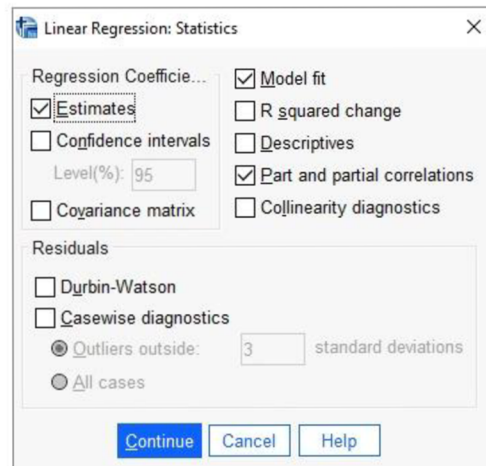 Linear Regression: Statistics
Regression Coefficie...
Estimates
Confidence intervals
Level(%): 95
Covariance matrix
Model fit
R squared change
Descriptives
Part and partial correlations
Collinearity diagnostics
Residuals
Durbin-Watson
Casewise diagnostics
Outliers outside: 3 standard deviations
All cases
Continue Cancel Help